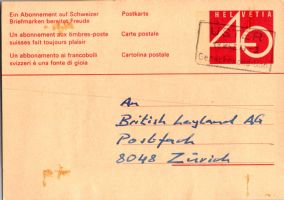 Ein Abonnement auf Schweizer
Briefmarken bereitet Freude
Un abonnement aux timbres-poste
suisses fait toujours plaisir
Un abbonamento ai francobolli
svizzeri è una fonte di gioia
Postkarte
Carte postale
Cartolina postale
HELVETIA
40
An
British Leyland AG
Postfach
8048 Zürich